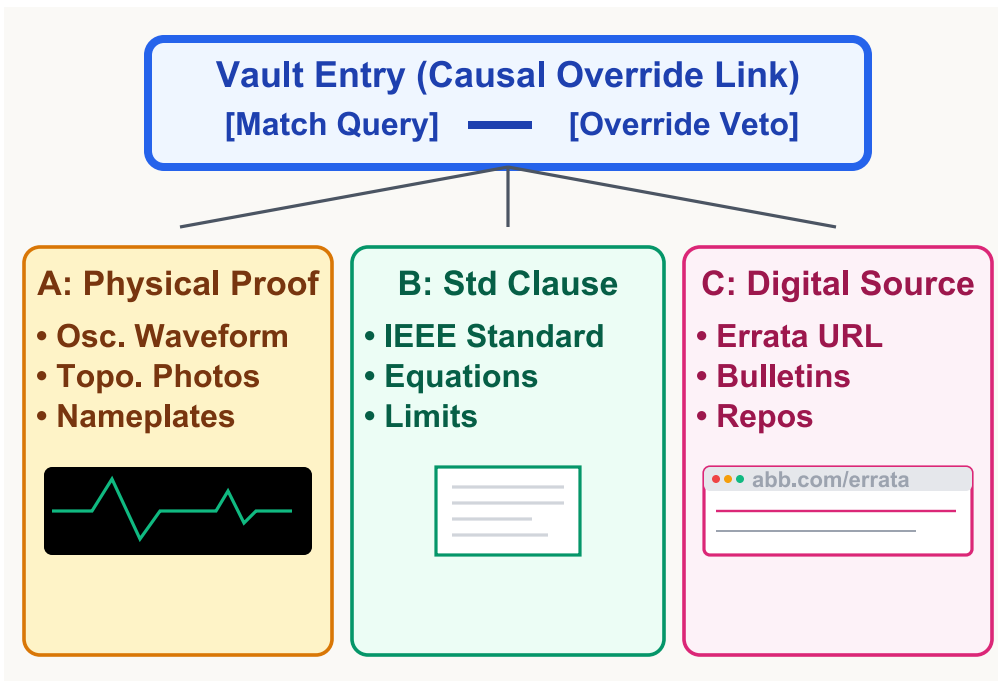 Vault Entry (Causal Override Link)
[Match Query] [Override Veto]
A: Physical Proof
• Osc. Waveform
• Topo. Photos
• Nameplates
B: Std Clause
• IEEE Standard
• Equations
• Limits
C: Digital Source
• Errata URL
• Bulletins
• Repos
abb.com/errata